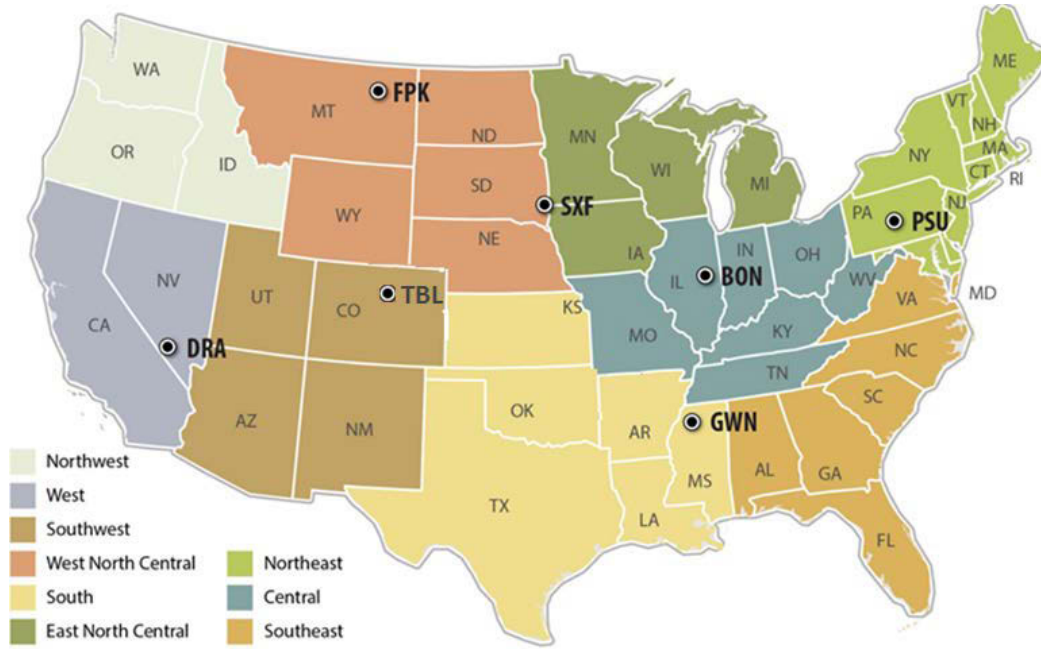 WA
OR
ID
MT
FPK
ND
SD
SXF
WY
NE
MN
WI
MI
IA
ME
VT
NH
MA
NY
CT
RI
NJ
PA
PSU
OH
IN
IL
BON
WV
MD
VA
KY
MO
KS
CA
NV
DRA
UT
CO
TBL
AZ
NM
OK
AR
TN
NC
SC
GWN
MS
AL
GA
TX
LA
FL
Northwest
West
Southwest
West North Central
South
East North Central
Northeast
Central
Southeast